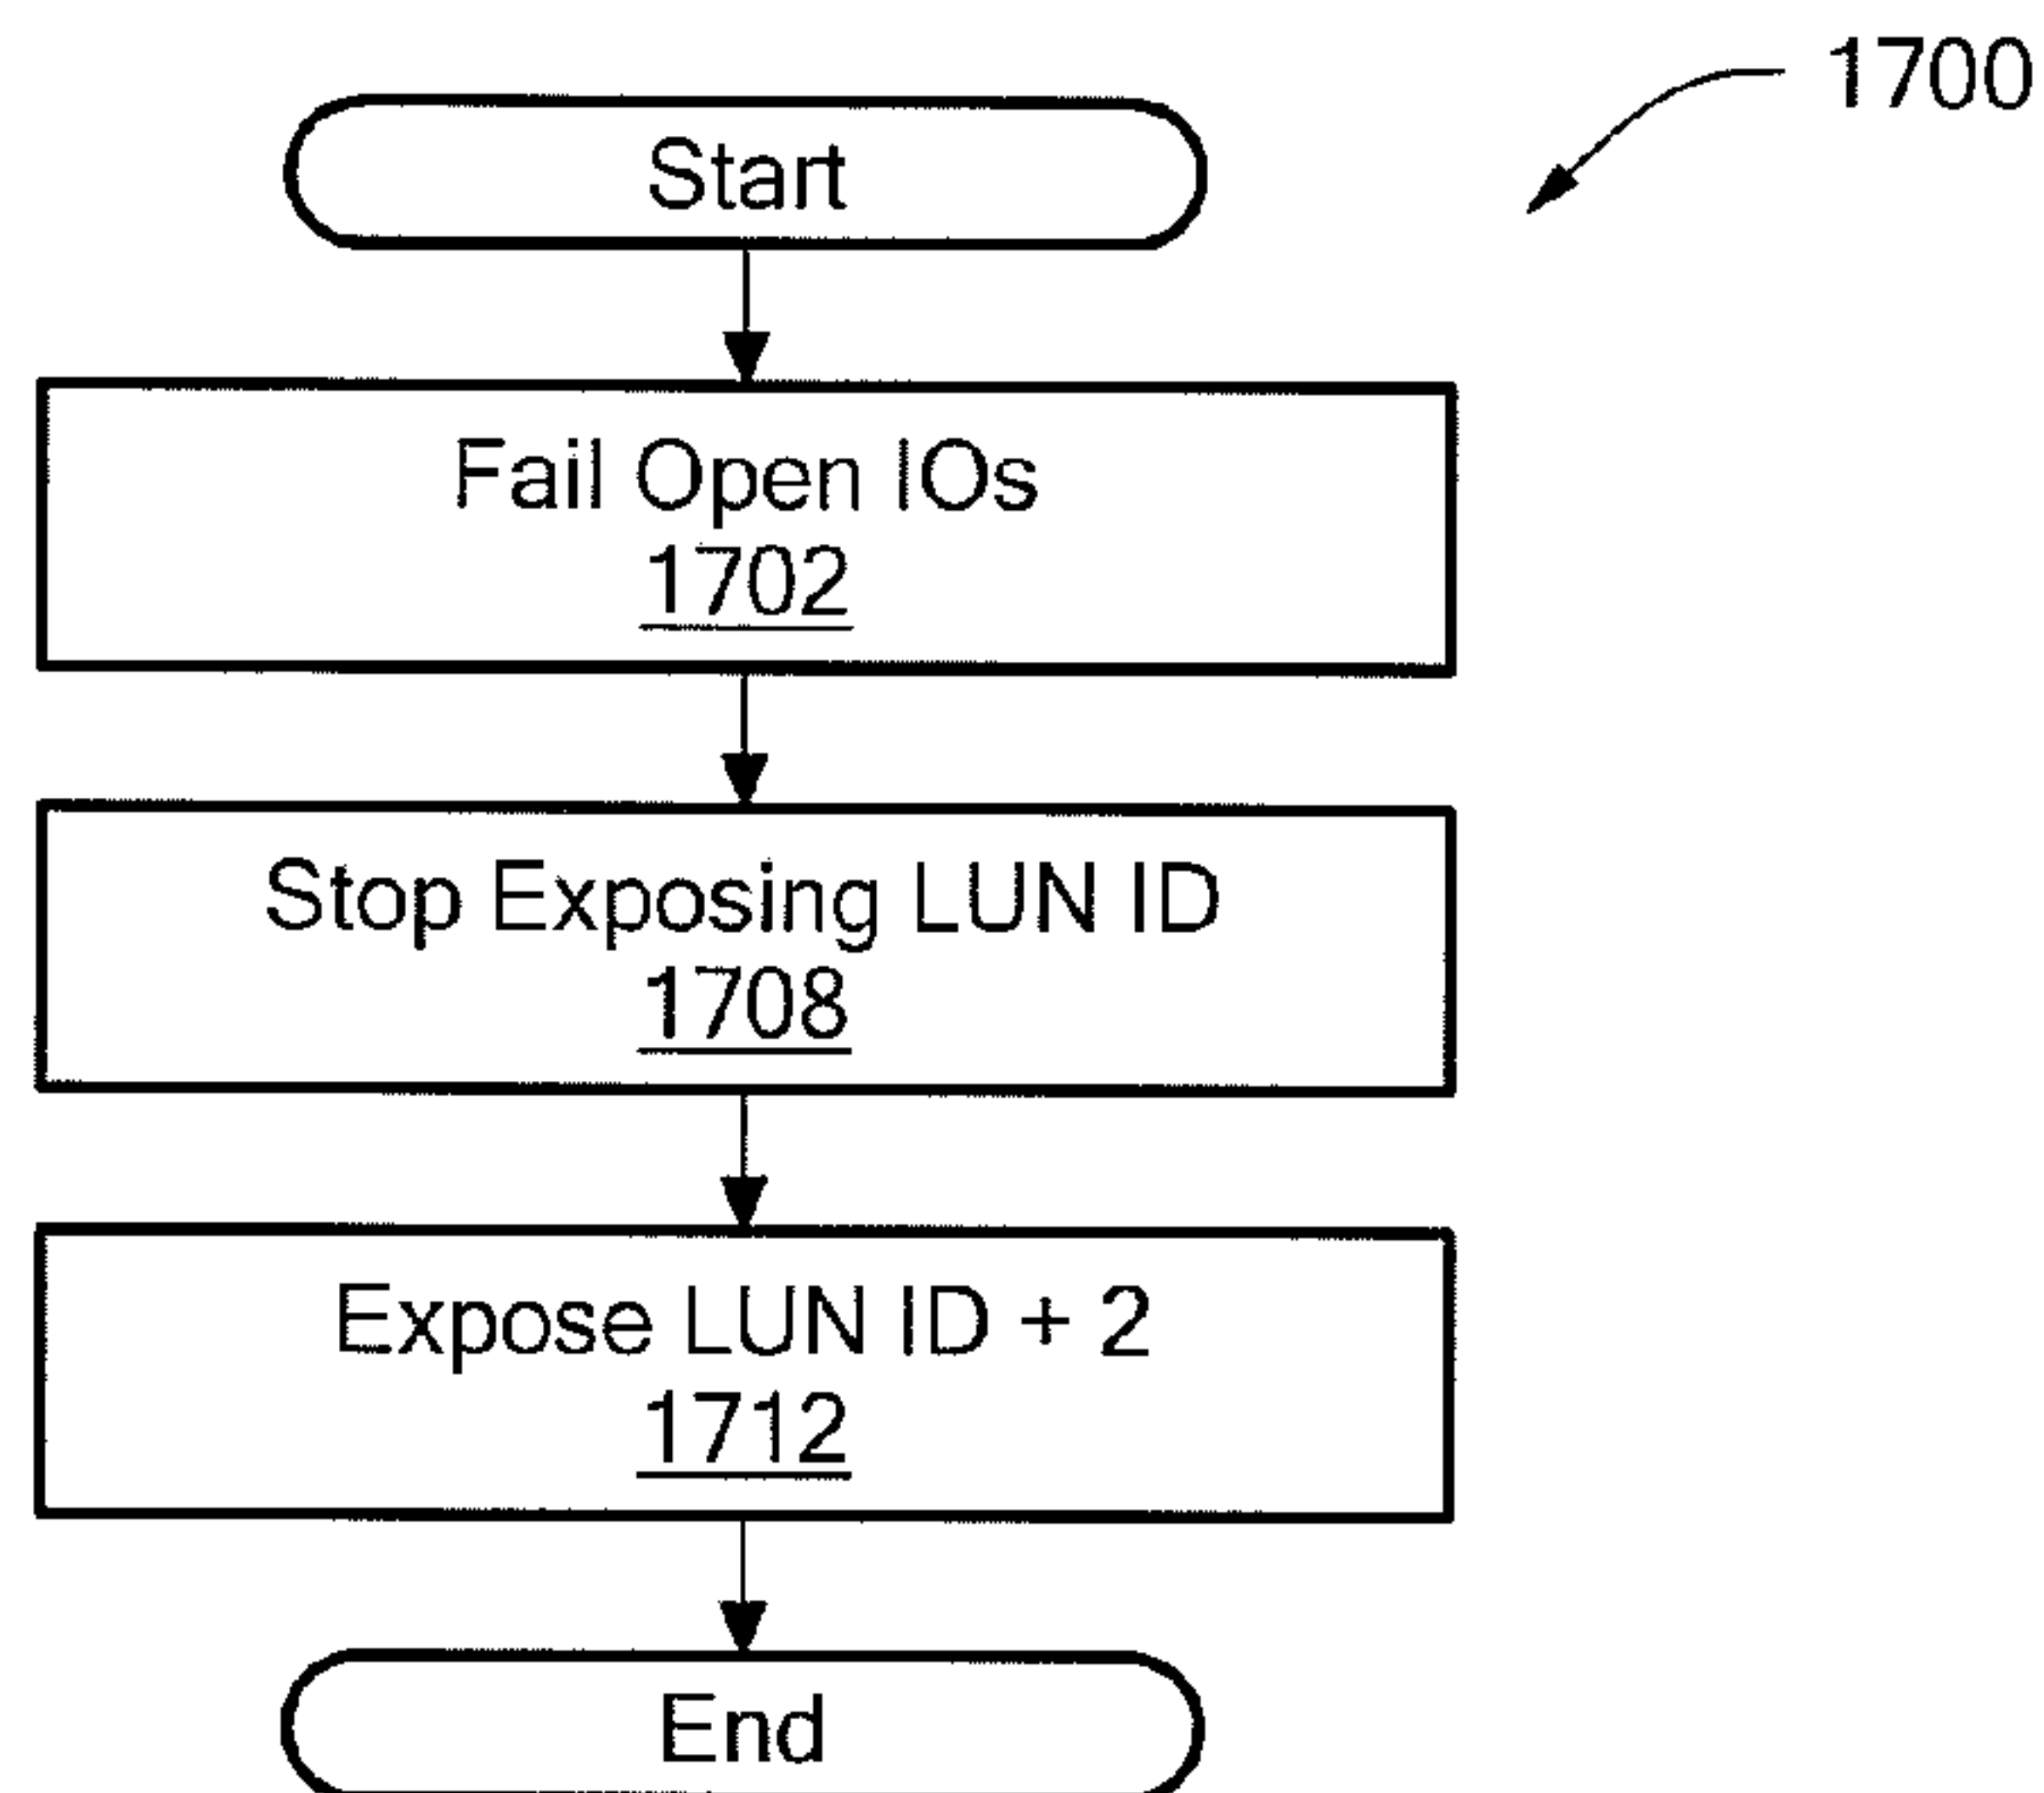 1700
Start
Fail Open IOs
1702
Stop Exposing LUN ID
1708
Expose LUN ID + 2
1712
End